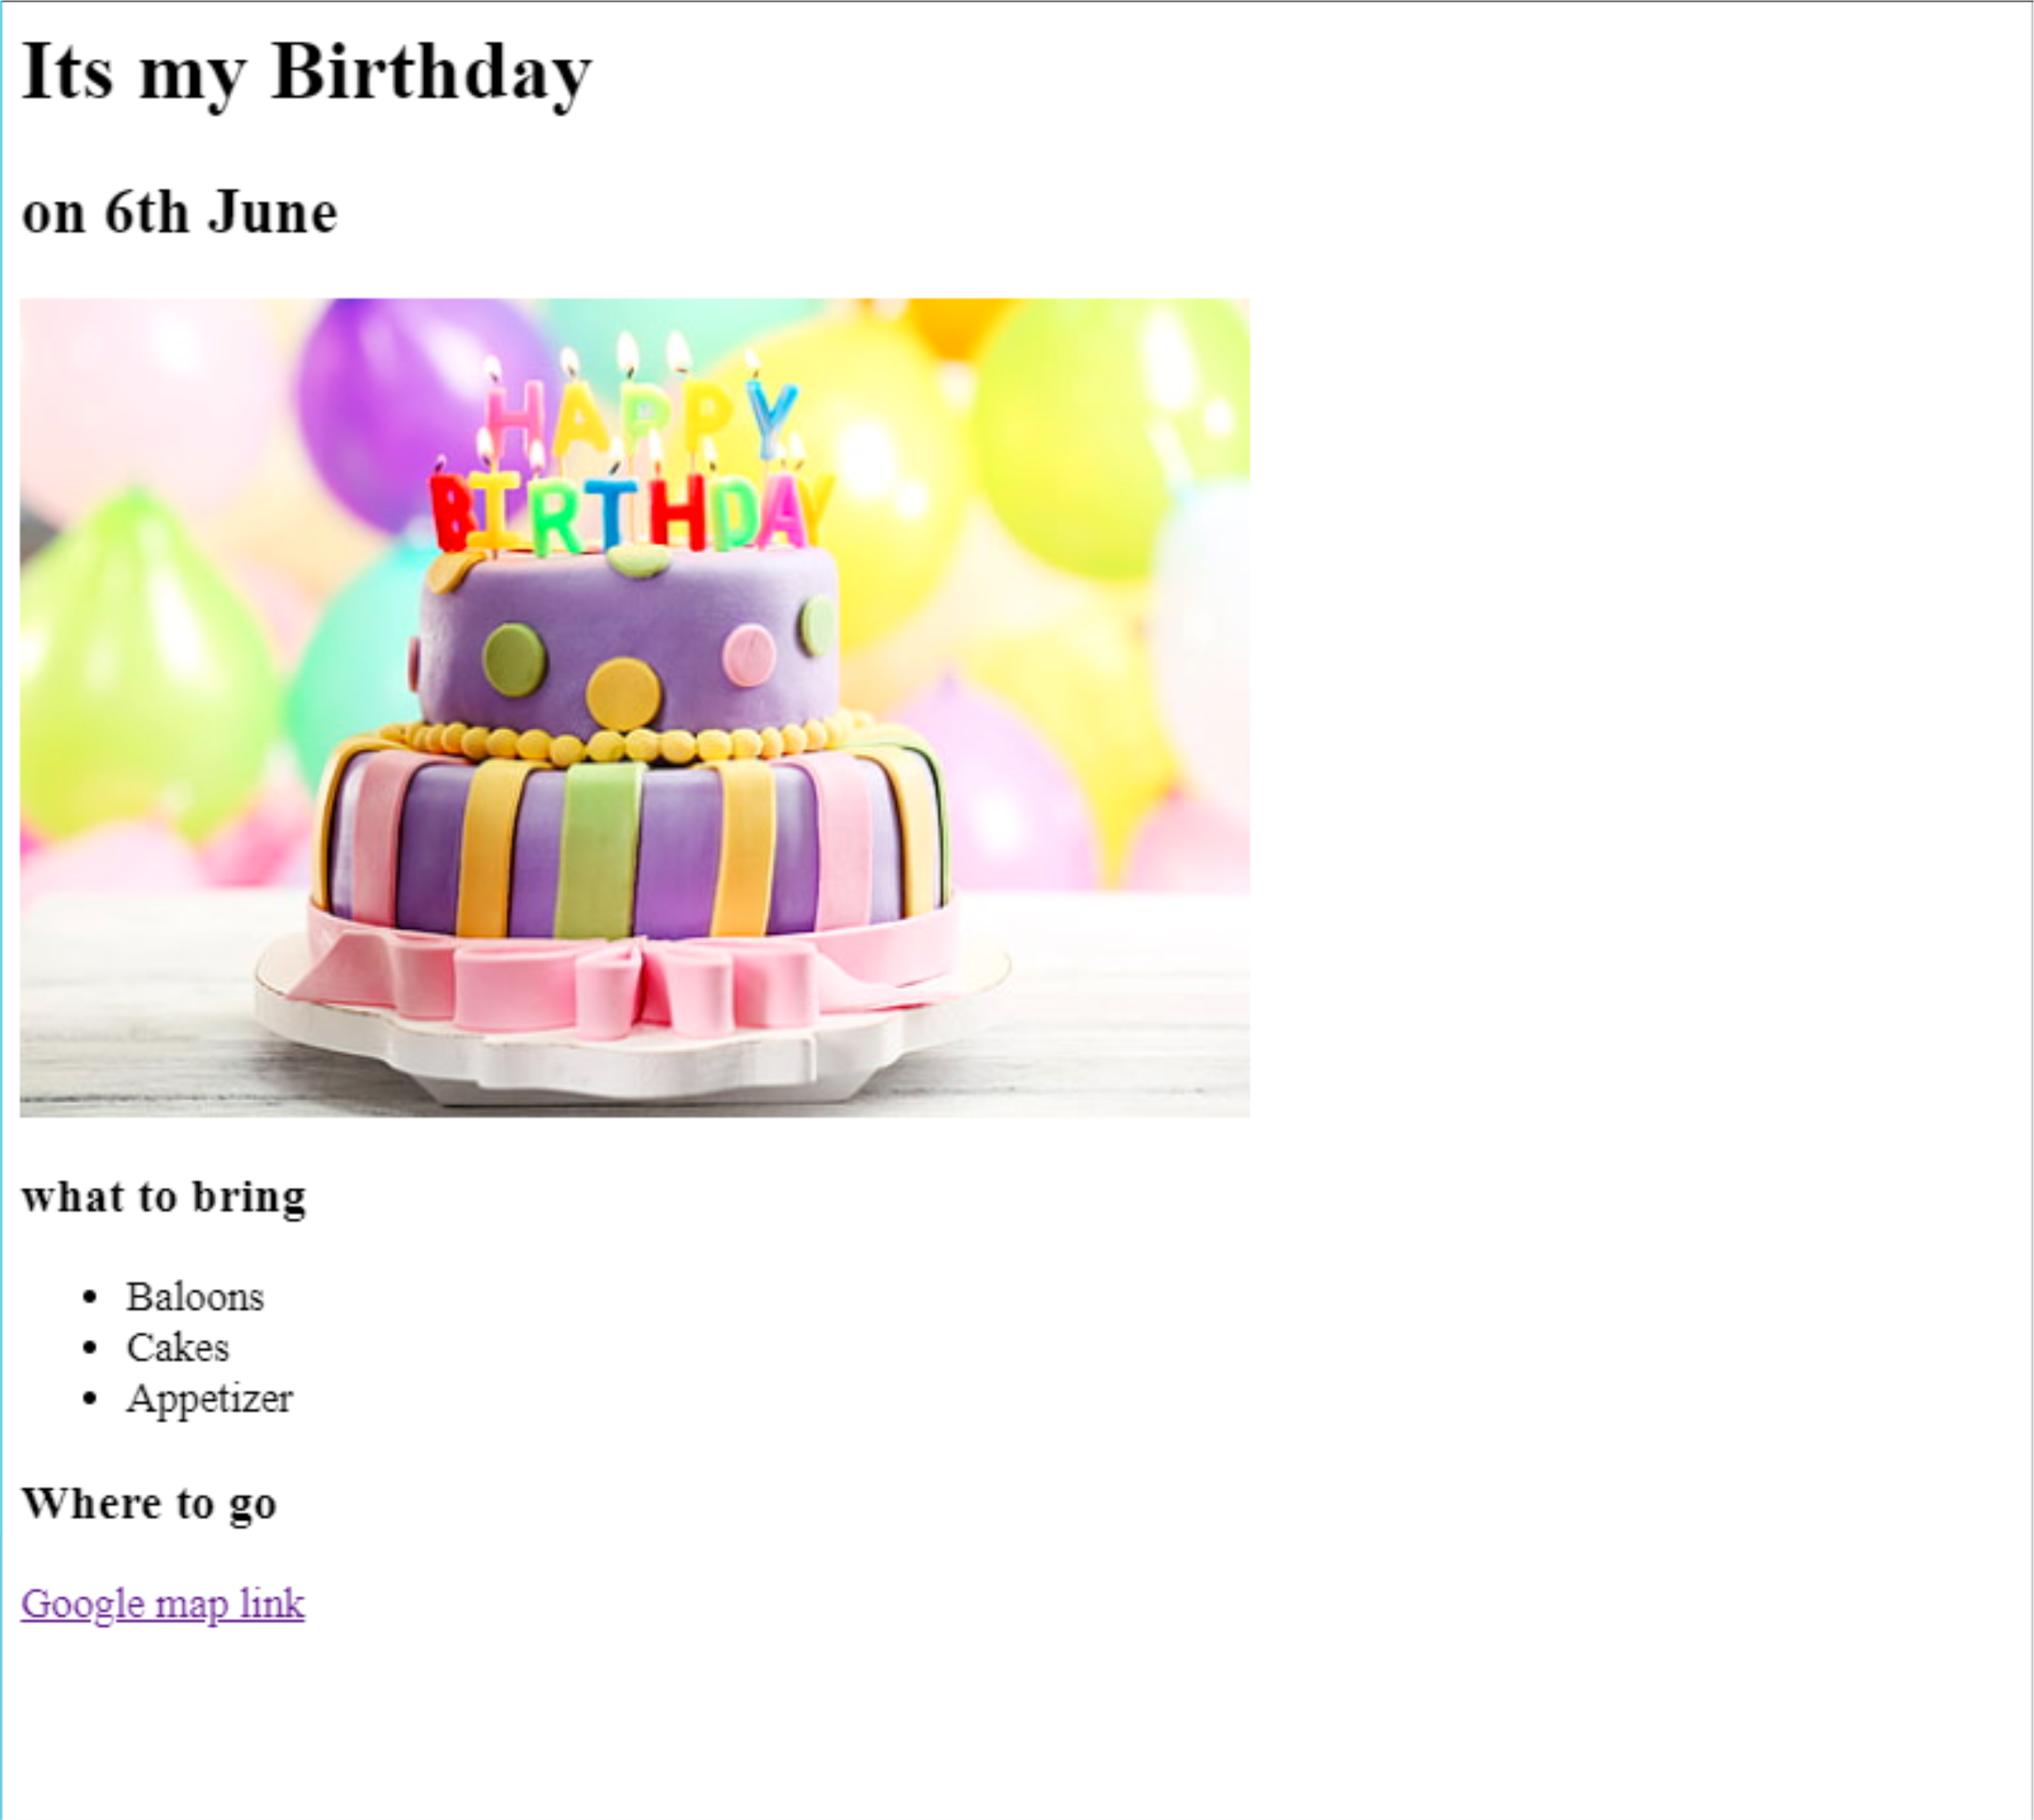 Its my Birthday
on 6th June
HAPPY
BIRTHDAY
what to bring
Baloons
Cakes
Appetizer
Where to go
Google map link